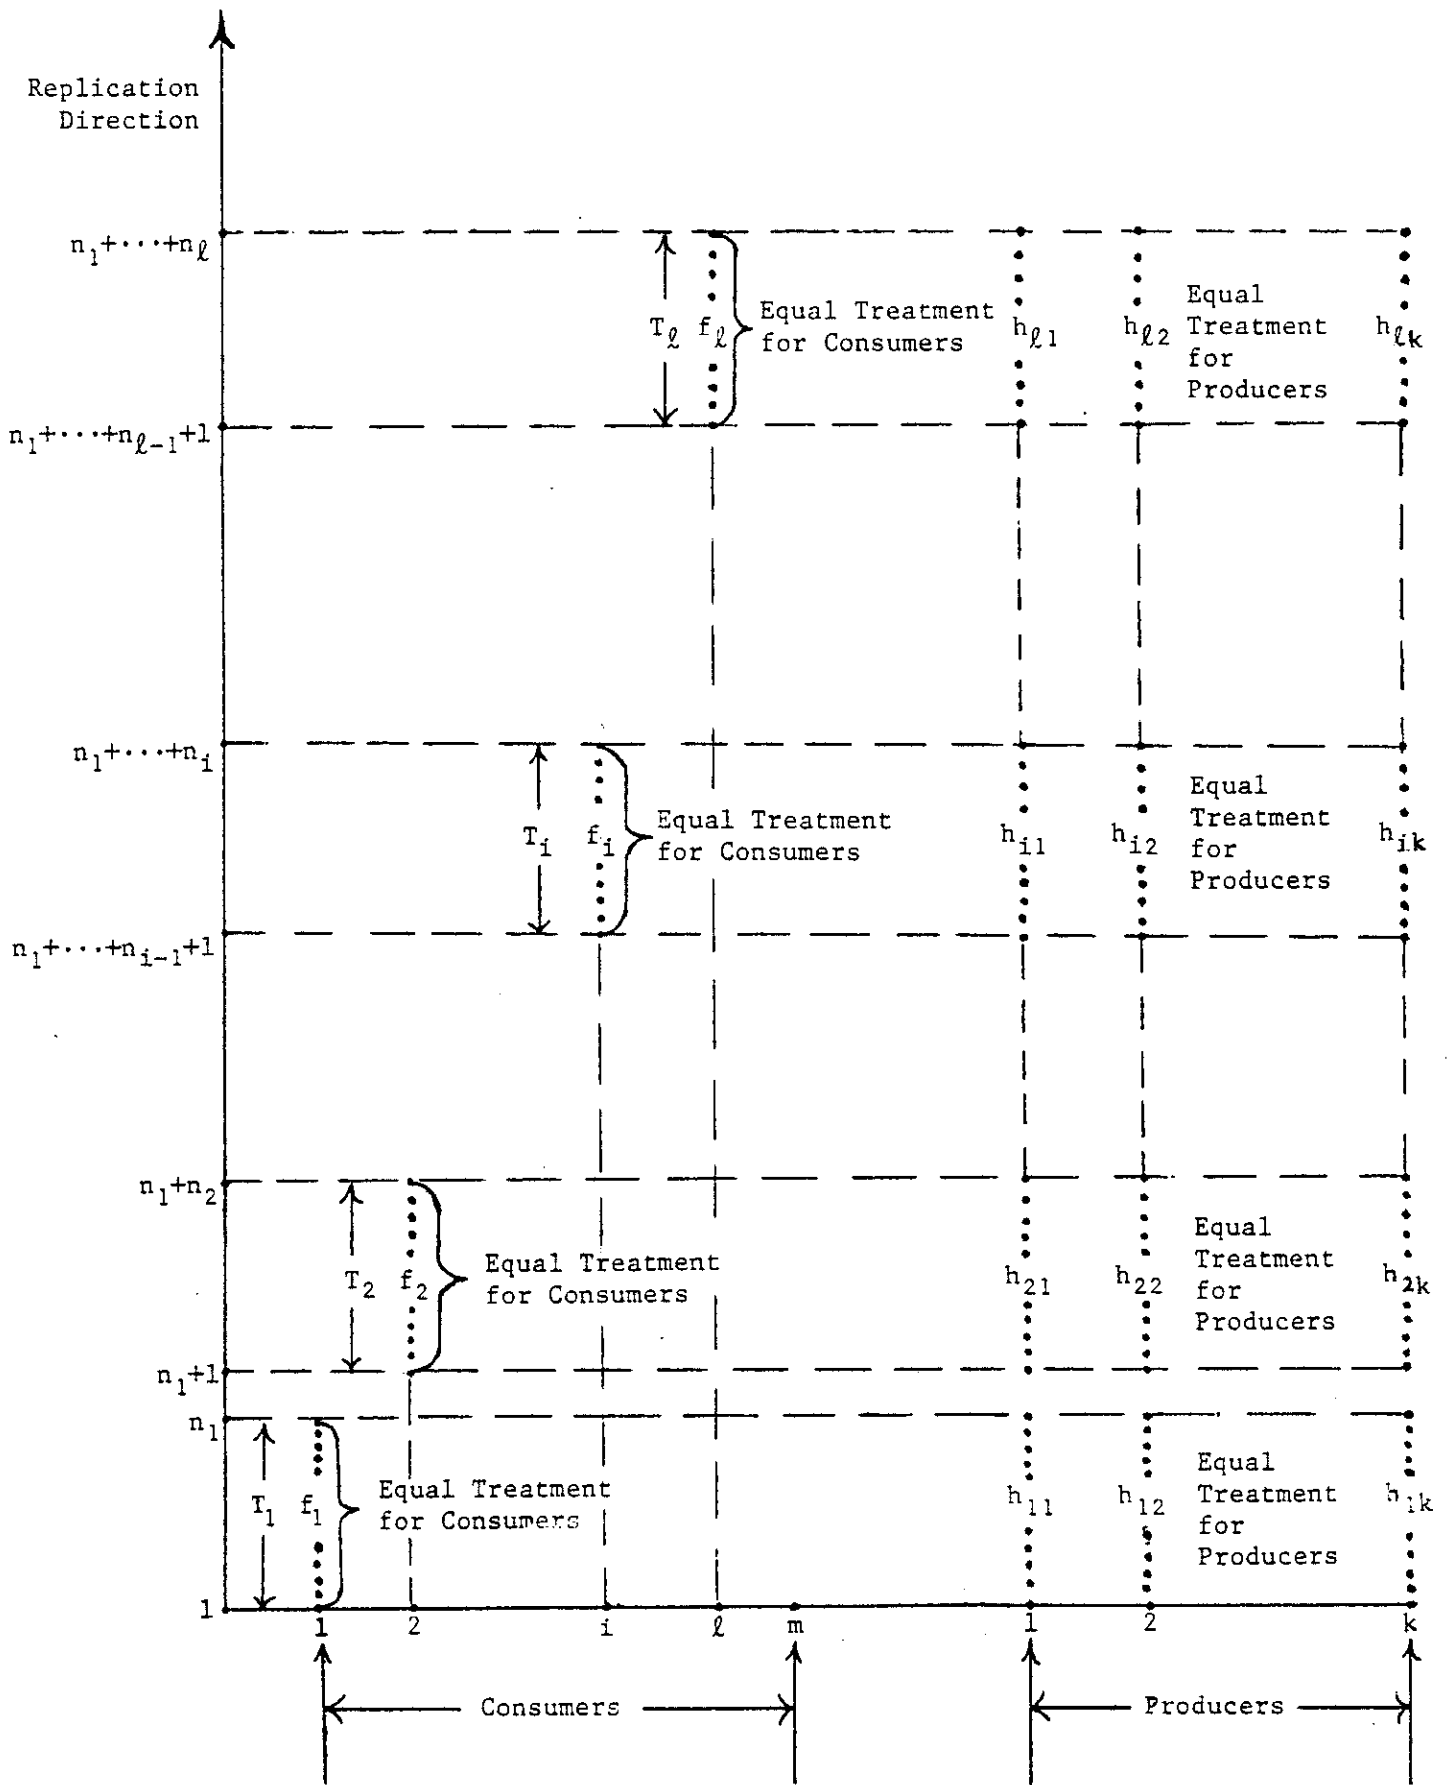 Replication
Direction
n₁+···+nℓ
Tℓ fℓ Equal Treatment
for Consumers
hℓ1 hℓ2 Equal
Treatment
for
Producers
hℓk
n₁+···+nℓ₋₁+1
n₁+···+nᵢ
Tᵢ fᵢ Equal Treatment
for Consumers
hᵢ₁ hᵢ₂ Equal
Treatment
for
Producers
hᵢₖ
n₁+···+nᵢ₋₁+1
n₁+n₂
T₂ f₂ Equal Treatment
for Consumers
h₂₁ h₂₂ Equal
Treatment
for
Producers
h₂ₖ
n₁+1
n₁
T₁ f₁ Equal Treatment
for Consumers
h₁₁ h₁₂ Equal
Treatment
for
Producers
h₁ₖ
1
1 2 i ℓ m 1 2 k
Consumers Producers